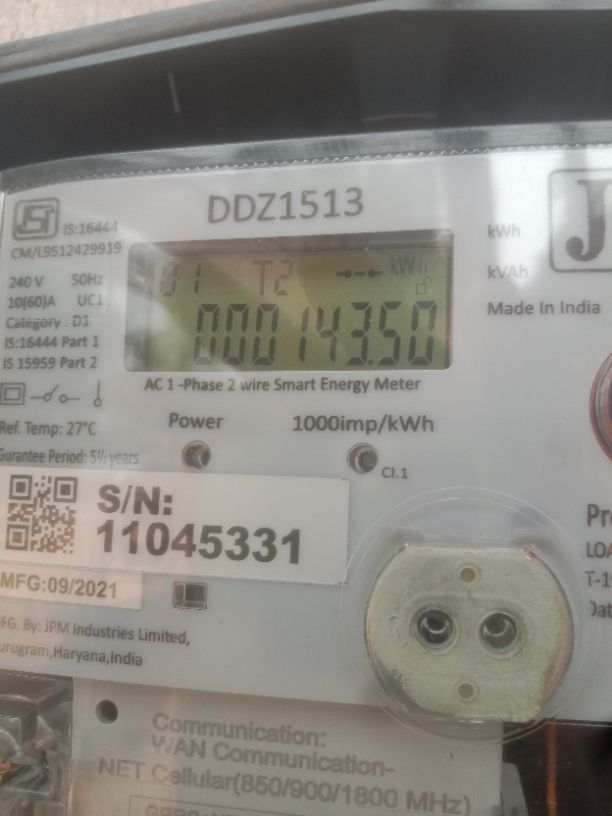 DDZ1513
IS:16444
CM/L9512429919
240 V 50Hz
10(60)A UC1
Category : D1
IS:16444 Part 1
IS 15959 Part 2
01 T2 kWh
000143.50
kWh
kVAh
J
Made In India
AC 1 -Phase 2 wire Smart Energy Meter
Ref. Temp: 27°C
Gurantee Period: 5½ years
Power
1000imp/kWh
Cl.1
S/N:
11045331
MFG:09/2021
MFG. By: JPM Industries Limited,
urugram,Haryana,India
Communication:
WAN Communication-
NET Cellular(850/900/1800 MHz)